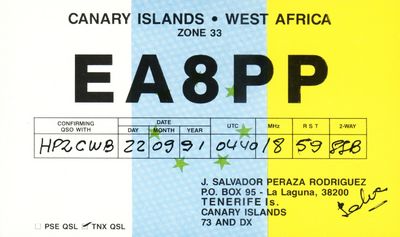 CANARY ISLANDS • WEST AFRICA
ZONE 33
EA8PP
CONFIRMING QSO WITH DATE DAY MONTH YEAR UTC MHz R S T 2-WAY
HP2CWB 22 09 91 0440 18 59 SSB
J. SALVADOR PERAZA RODRIGUEZ
P.O. BOX 95 - La Laguna, 38200
TENERIFE Is.
CANARY ISLANDS
73 AND DX
Salva
PSE QSL TNX QSL